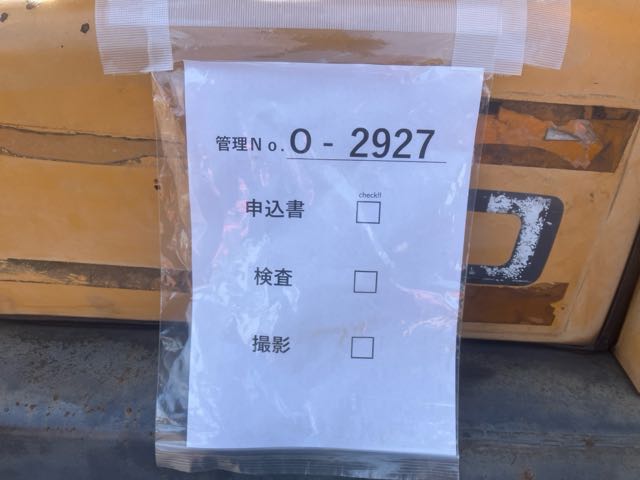 管理No. O - 2927
check!!
申込書 □
検査 □
撮影 □